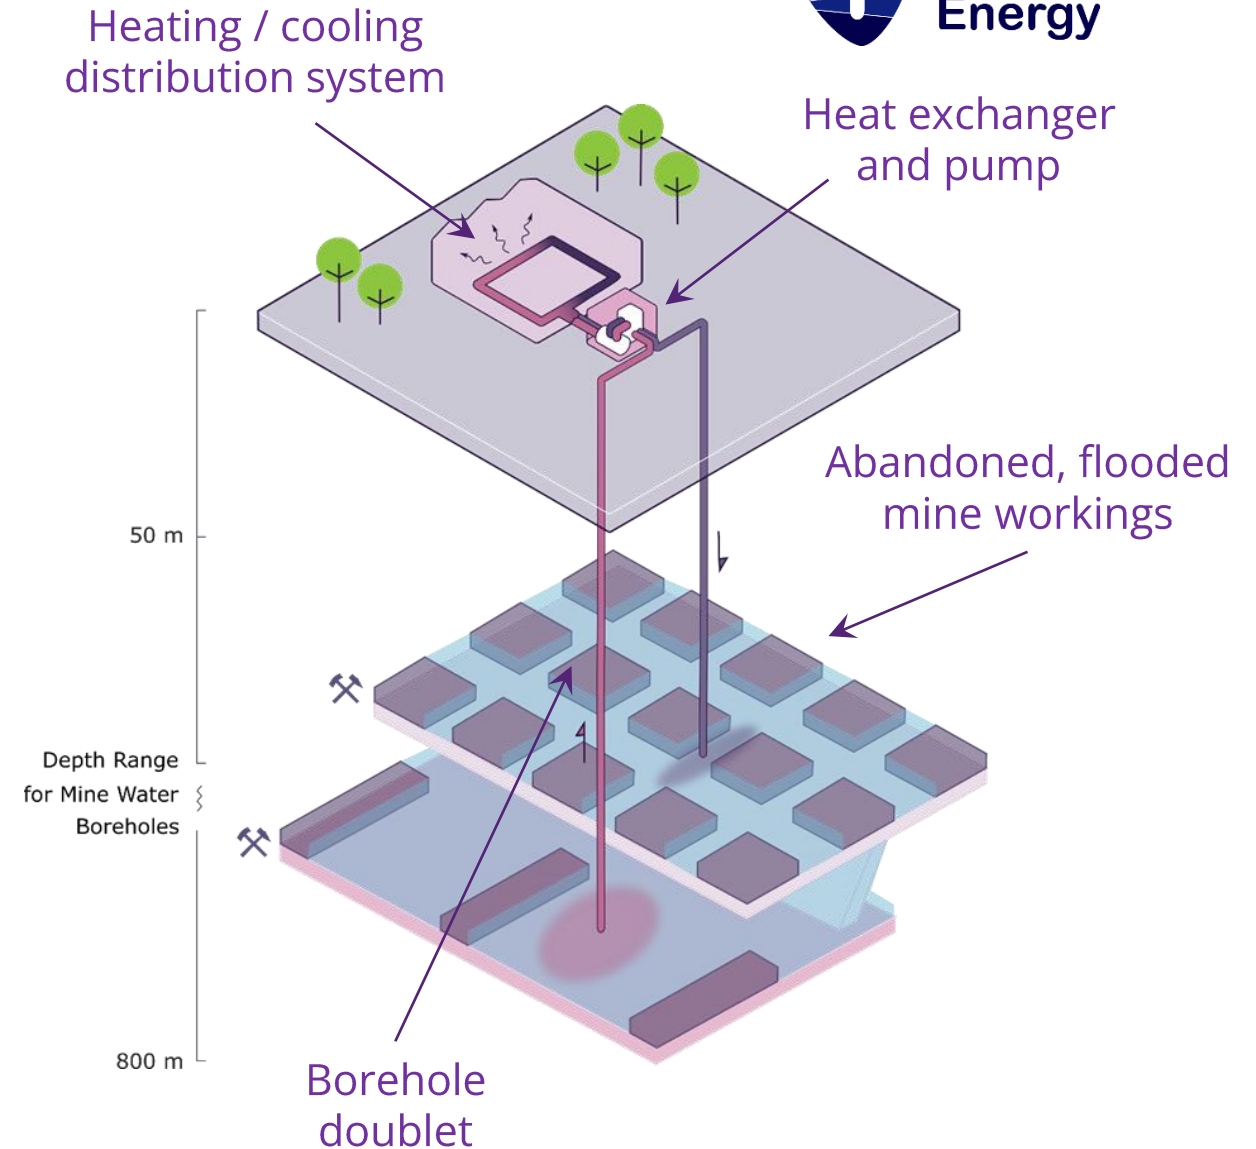 Energy
Heating / cooling
distribution system
Heat exchanger
and pump
Abandoned, flooded
mine workings
50 m
Depth Range
for Mine Water
Boreholes
800 m
Borehole
doublet